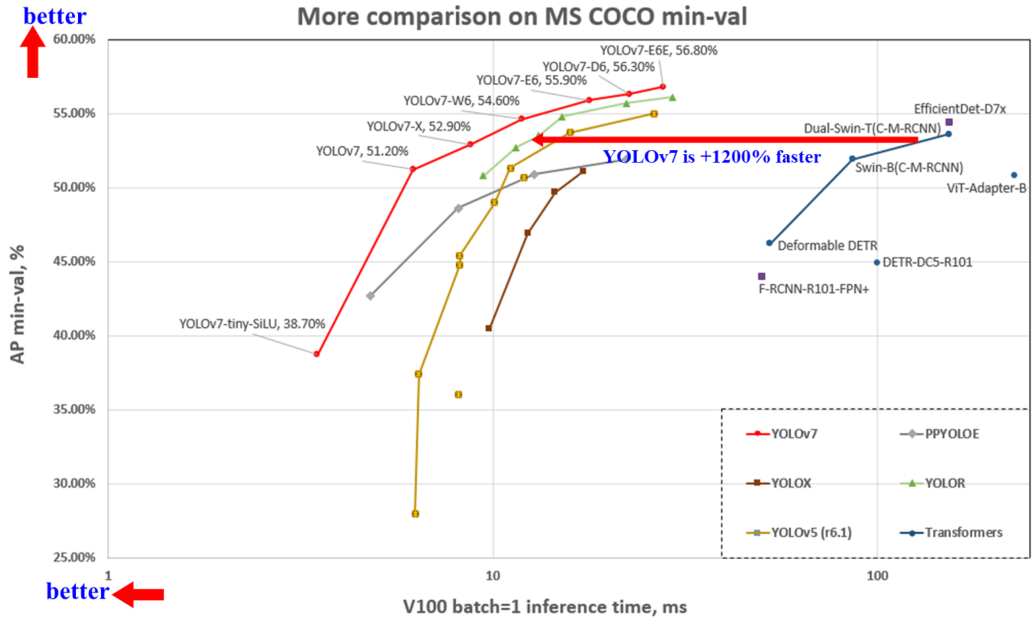 better
More comparison on MS COCO min-val
60.00%
YOLOv7-E6E, 56.80%
YOLOv7-D6, 56.30%
YOLOv7-E6, 55.90%
55.00%
YOLOv7-W6, 54.60%
EfficientDet-D7x
YOLOv7-X, 52.90%
Dual-Swin-T(C-M-RCNN)
YOLOv7, 51.20%
YOLOv7 is +1200% faster
Swin-B(C-M-RCNN)
50.00%
ViT-Adapter-B
Deformable DETR
45.00%
DETR-DC5-R101
F-RCNN-R101-FPN+
YOLOv7-tiny-SiLU, 38.70%
40.00%
AP min-val, %
35.00%
YOLOv7
PPYOLOE
30.00%
YOLOX
YOLOR
YOLOv5 (r6.1)
Transformers
25.00%
1
10
100
better
V100 batch=1 inference time, ms